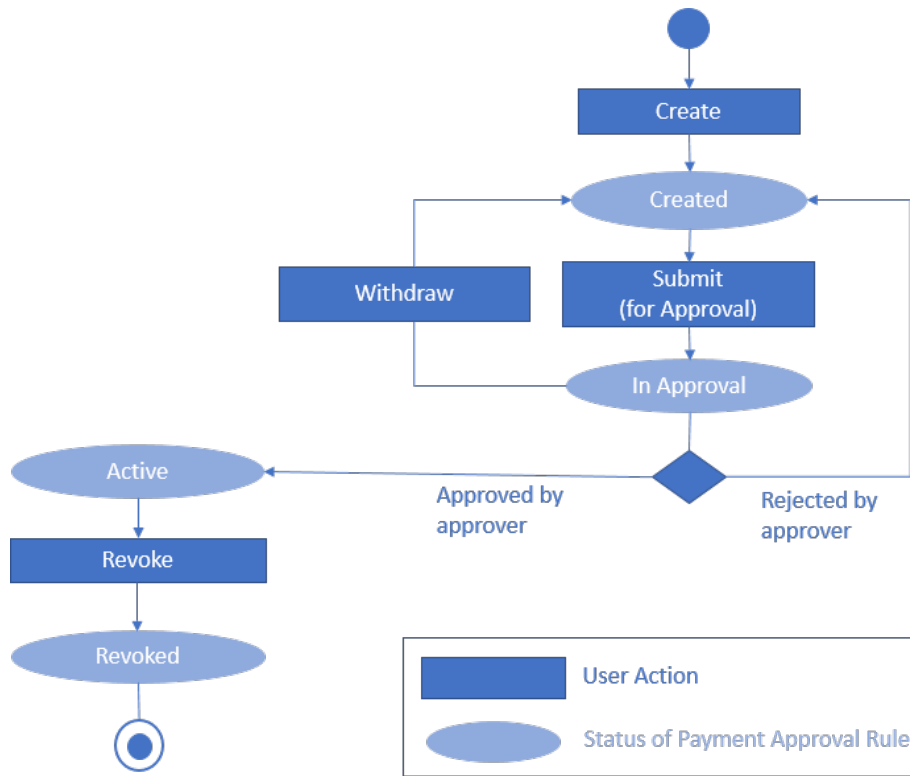 Create
Created
Withdraw
Submit
(for Approval)
In Approval
Active
Approved by
approver
Rejected by
approver
Revoke
Revoked
User Action
Status of Payment Approval Rule